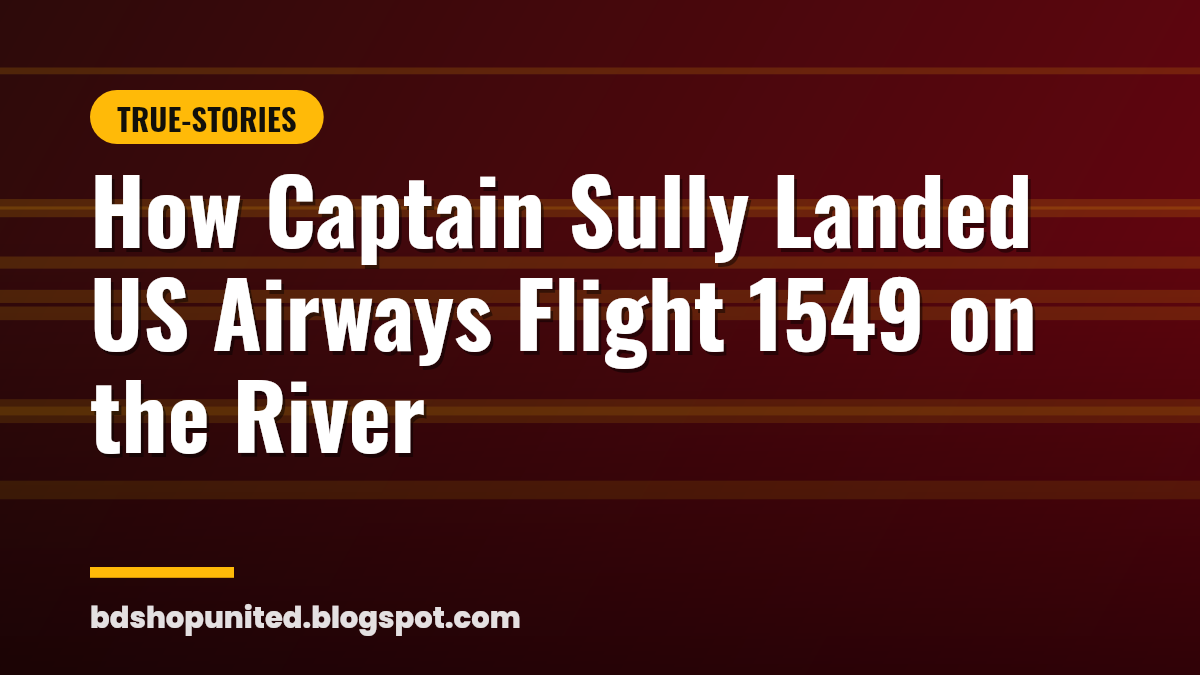 TRUE-STORIES
How Captain Sully Landed
US Airways Flight 1549 on
the River
bdshopunited.blogspot.com